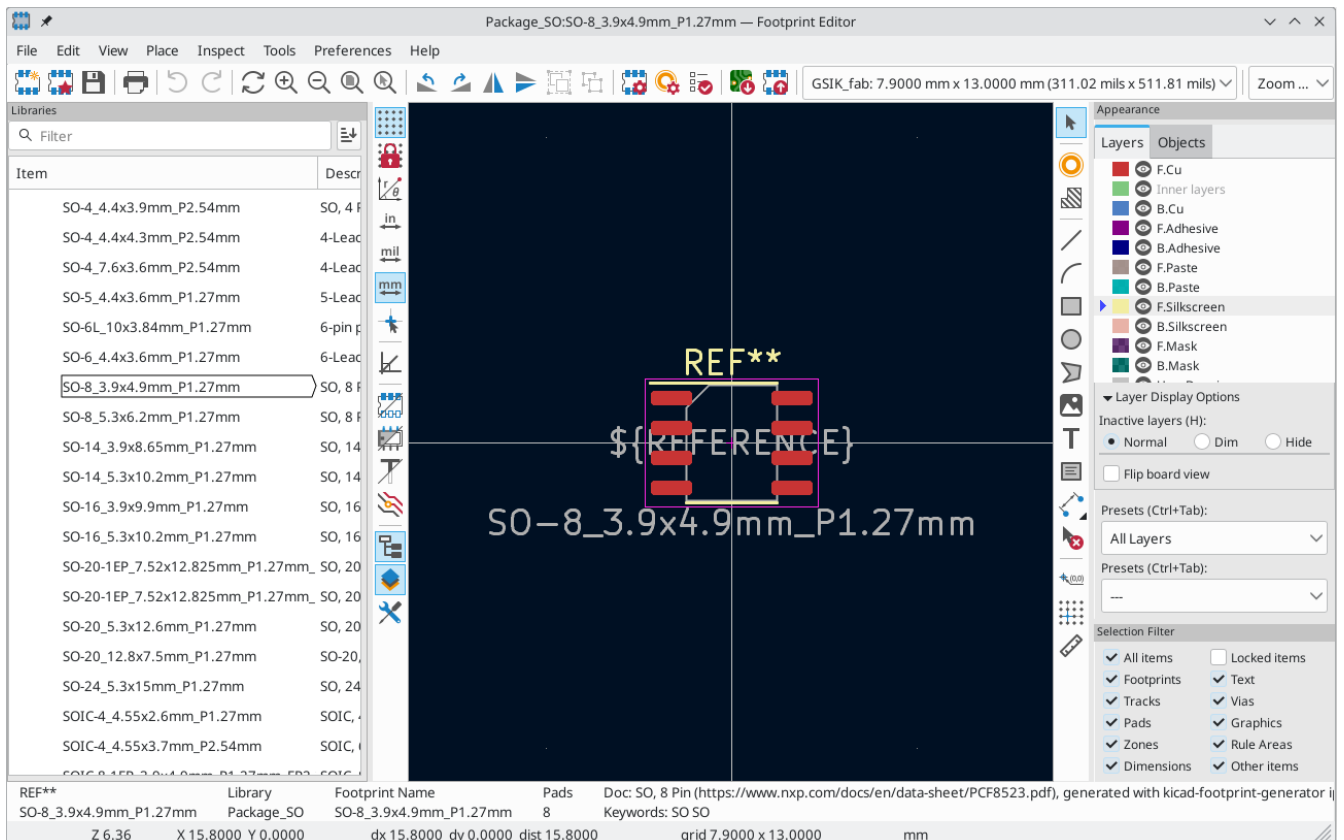 Package_SO:SO-8_3.9x4.9mm_P1.27mm — Footprint Editor
File Edit View Place Inspect Tools Preferences Help
GSIK_fab: 7.9000 mm x 13.0000 mm (311.02 mils x 511.81 mils)
Zoom ...
Libraries
Filter
Item Descr
SO-4_4.4x3.9mm_P2.54mm SO, 4 P
SO-4_4.4x4.3mm_P2.54mm 4-Lead
SO-4_7.6x3.6mm_P2.54mm 4-Lead
SO-5_4.4x3.6mm_P1.27mm 5-Lead
SO-6L_10x3.84mm_P1.27mm 6-pin p
SO-6_4.4x3.6mm_P1.27mm 6-Lead
SO-8_3.9x4.9mm_P1.27mm SO, 8 P
SO-8_5.3x6.2mm_P1.27mm SO, 8 P
SO-14_3.9x8.65mm_P1.27mm SO, 14
SO-14_5.3x10.2mm_P1.27mm SO, 14
SO-16_3.9x9.9mm_P1.27mm SO, 16
SO-16_5.3x10.2mm_P1.27mm SO, 16
SO-20-1EP_7.52x12.825mm_P1.27mm_ SO, 20
SO-20-1EP_7.52x12.825mm_P1.27mm_ SO, 20
SO-20_5.3x12.6mm_P1.27mm SO, 20
SO-20_12.8x7.5mm_P1.27mm SO-20,
SO-24_5.3x15mm_P1.27mm SO, 24
SOIC-4_4.55x2.6mm_P1.27mm SOIC, 4
SOIC-4_4.55x3.7mm_P2.54mm SOIC, (
in
mil
mm
REF**
${REFERENCE}
SO-8_3.9x4.9mm_P1.27mm
(0,0)
Appearance
Layers Objects
F.Cu
Inner layers
B.Cu
F.Adhesive
B.Adhesive
F.Paste
B.Paste
F.Silkscreen
B.Silkscreen
F.Mask
B.Mask
Layer Display Options
Inactive layers (H):
Normal Dim Hide
Flip board view
Presets (Ctrl+Tab):
All Layers
Presets (Ctrl+Tab):
---
Selection Filter
All items Locked items
Footprints Text
Tracks Vias
Pads Graphics
Zones Rule Areas
Dimensions Other items
REF** Library Footprint Name Pads Doc: SO, 8 Pin (https://www.nxp.com/docs/en/data-sheet/PCF8523.pdf), generated with kicad-footprint-generator
SO-8_3.9x4.9mm_P1.27mm Package_SO SO-8_3.9x4.9mm_P1.27mm 8 Keywords: SO SO
Z 6.36 X 15.8000 Y 0.0000 dx 15.8000 dy 0.0000 dist 15.8000 grid 7.9000 x 13.0000 mm